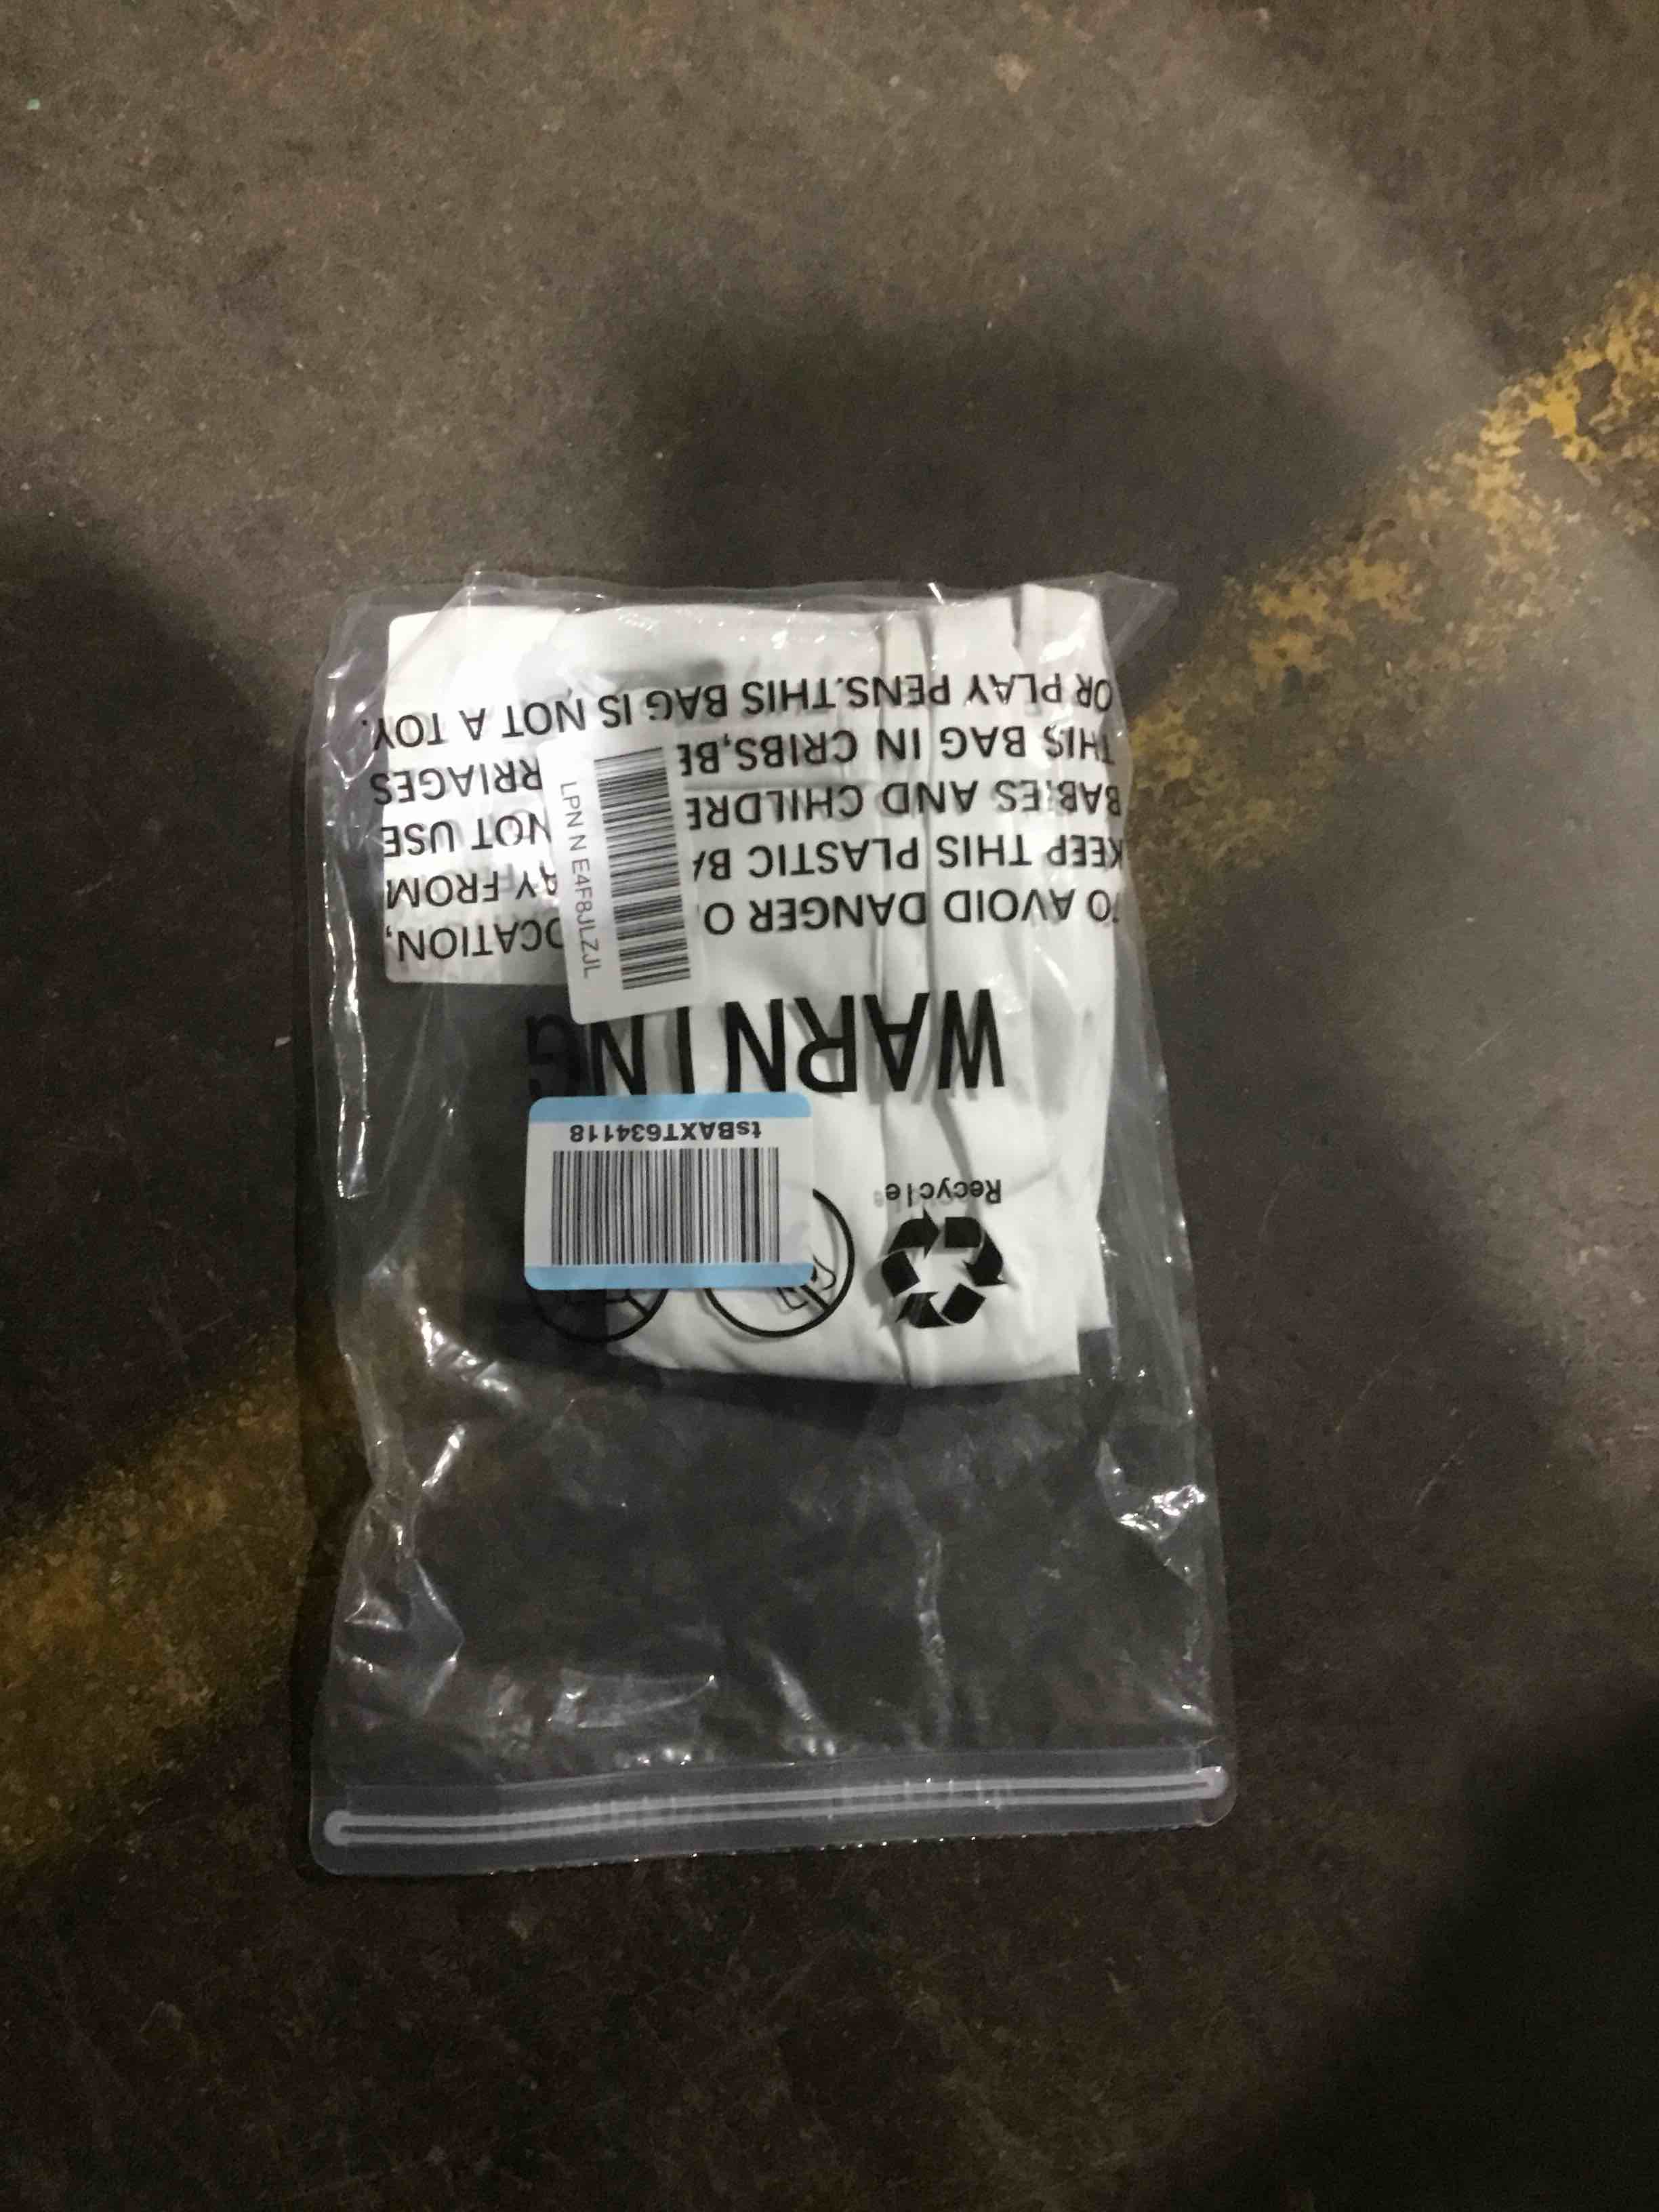 Recycle
tsBAXT634118
WARNING
TO AVOID DANGER O CATION,
KEEP THIS PLASTIC BA Y FROM
BABIES AND CHILDRE NOT USE
THIS BAG IN CRIBS,BE RRIAGES
OR PLAY PENS.THIS BAG IS NOT A TOY.
LPN N E4F8JLZJL